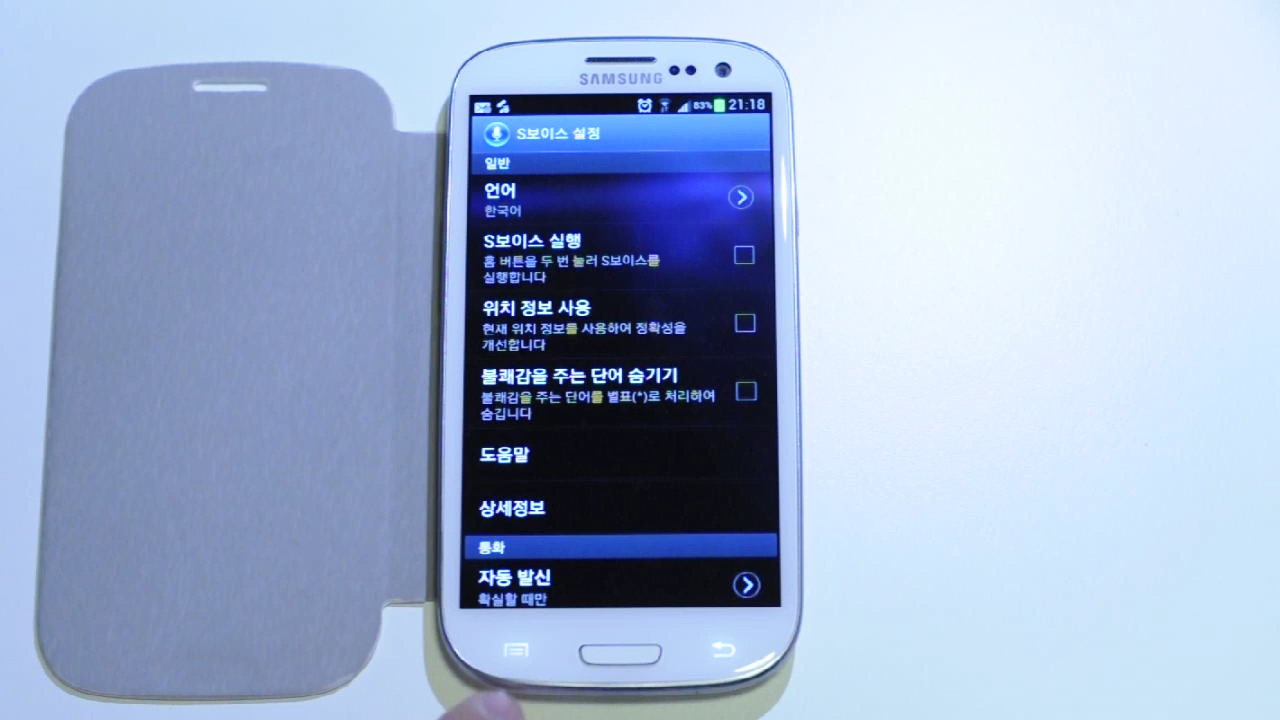 SAMSUNG
83% 21:18
S보이스 설정
일반
언어
한국어
S보이스 실행
홈 버튼을 두 번 눌러 S보이스를
실행합니다
위치 정보 사용
현재 위치 정보를 사용하여 정확성을
개선합니다
불쾌감을 주는 단어 숨기기
불쾌감을 주는 단어를 별표(*)로 처리하여
숨깁니다
도움말
상세정보
통화
자동 발신
확실할 때만